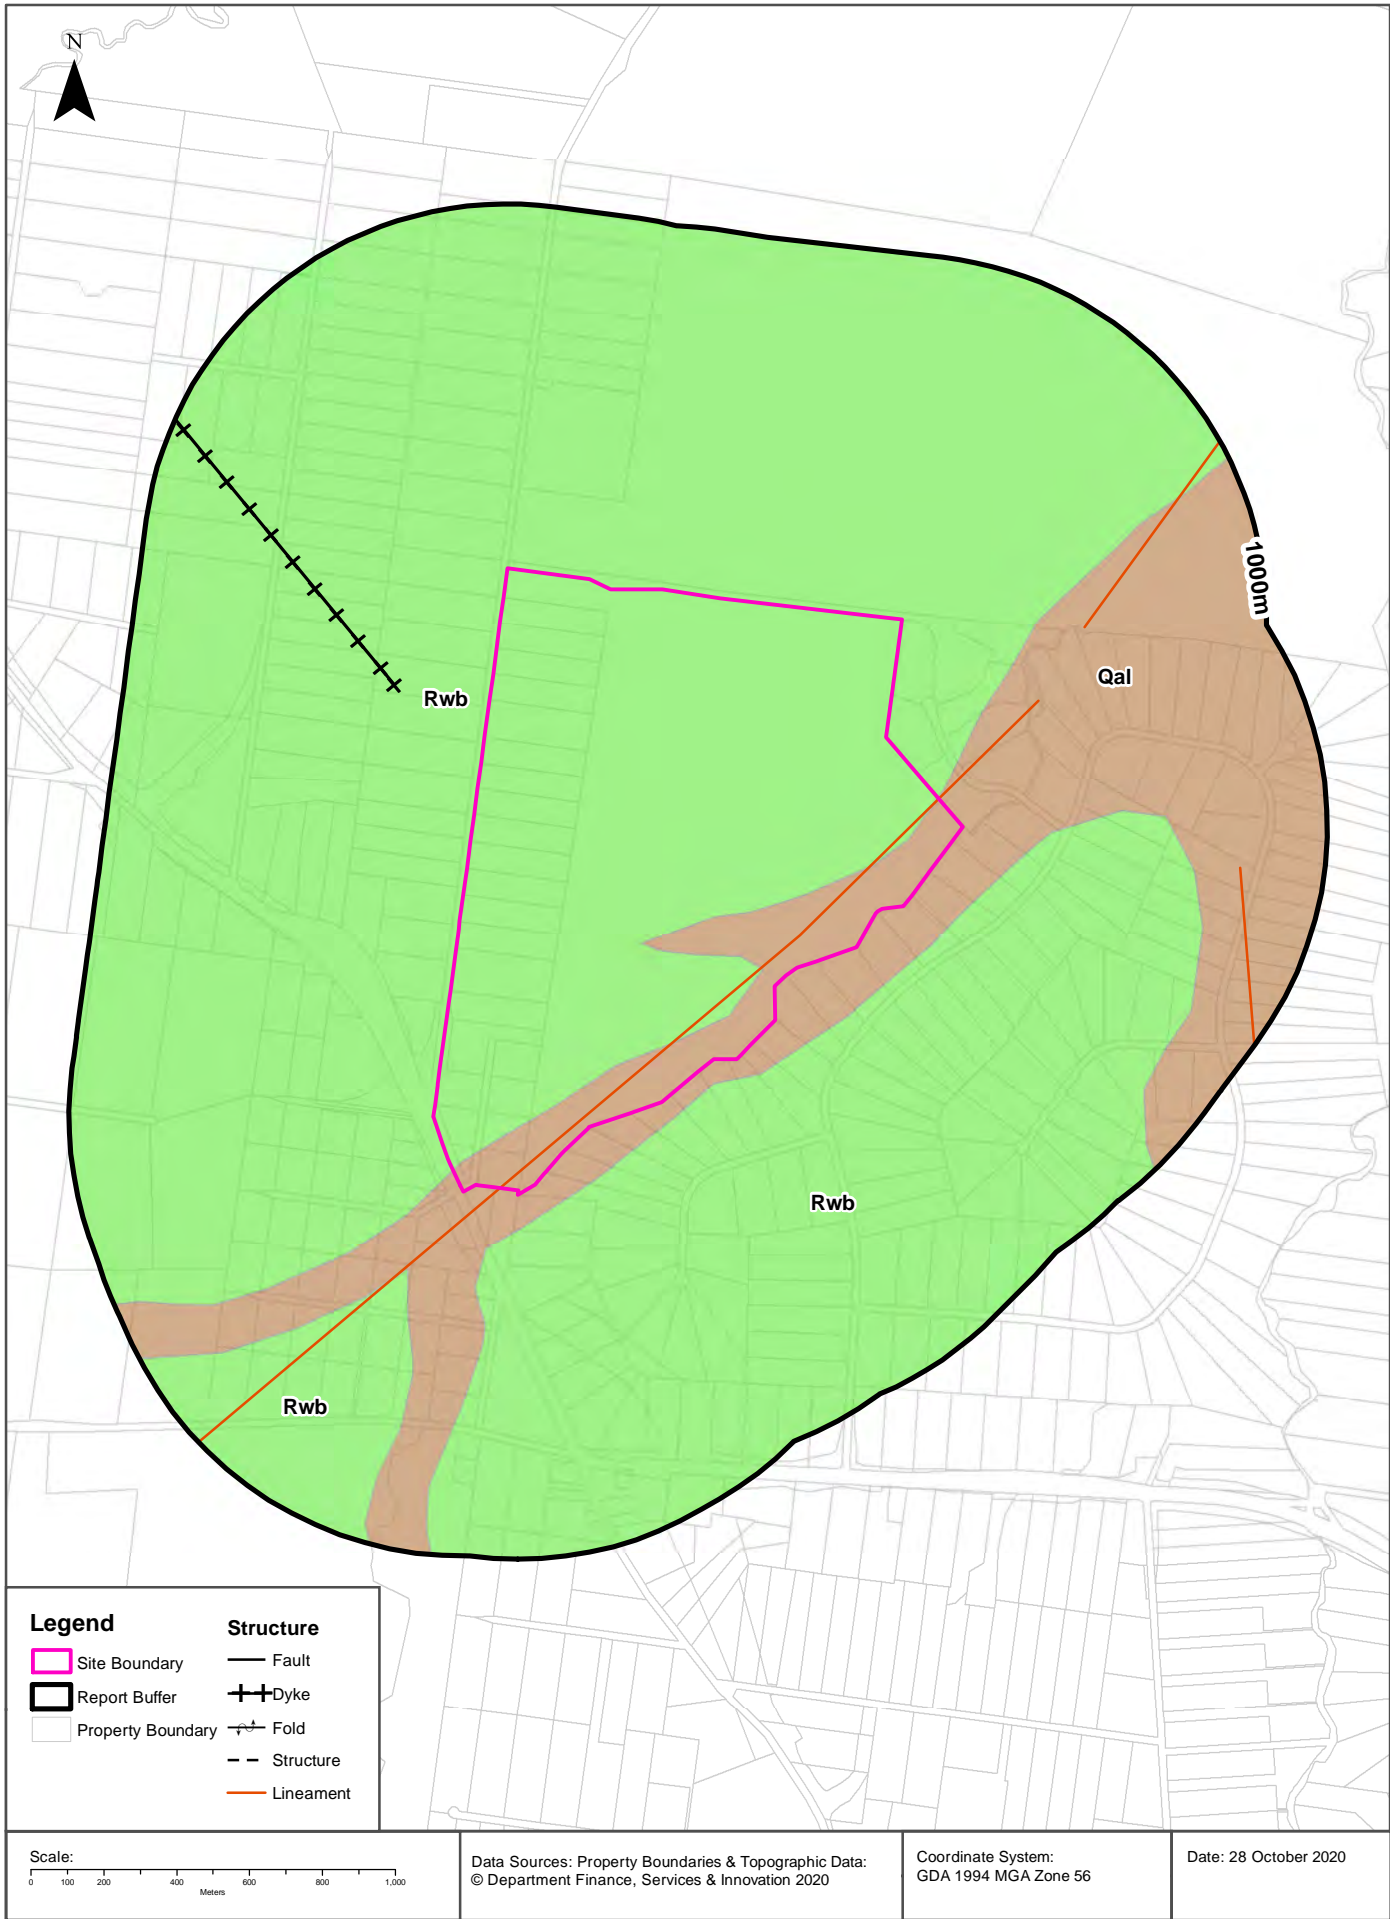 N
1000m
Qal
Rwb
Rwb
Rwb
Legend
Site Boundary
Report Buffer
Property Boundary
Structure
Fault
Dyke
Fold
Structure
Lineament
Scale:
0 100 200 400 600 800 1,000
Meters
Data Sources: Property Boundaries & Topographic Data:
© Department Finance, Services & Innovation 2020
Coordinate System:
GDA 1994 MGA Zone 56
Date: 28 October 2020